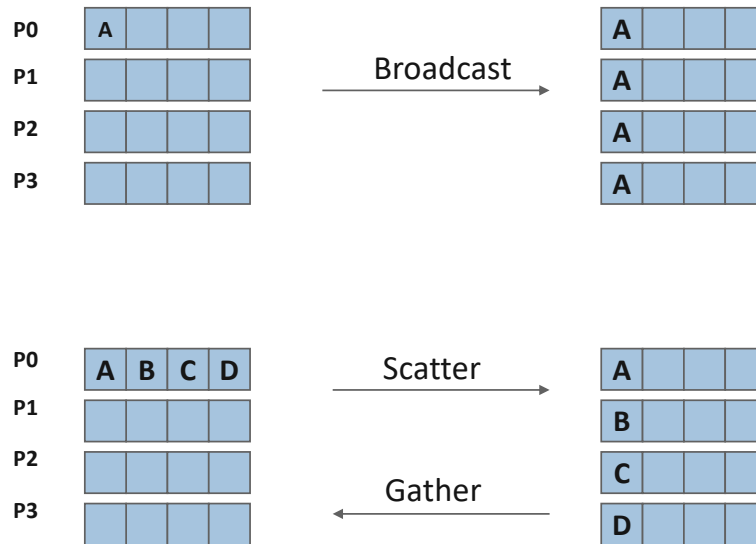 P0 A A
P1 Broadcast A
P2 A
P3 A
P0 A B C D Scatter A
P1 B
P2 C
P3 Gather D